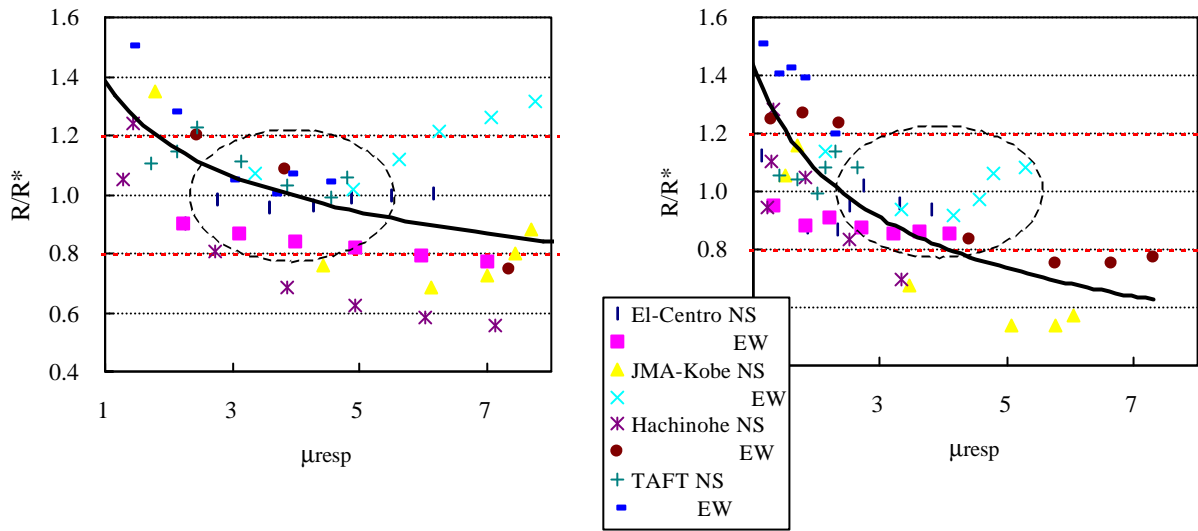 1.6
1.4
1.2
1.0
0.8
0.6
0.4
R/R*
1 3 5 7
μresp
1.6
1.4
1.2
1.0
0.8
R/R*
3 5 7
μresp
El-Centro NS
EW
JMA-Kobe NS
EW
Hachinohe NS
EW
TAFT NS
EW